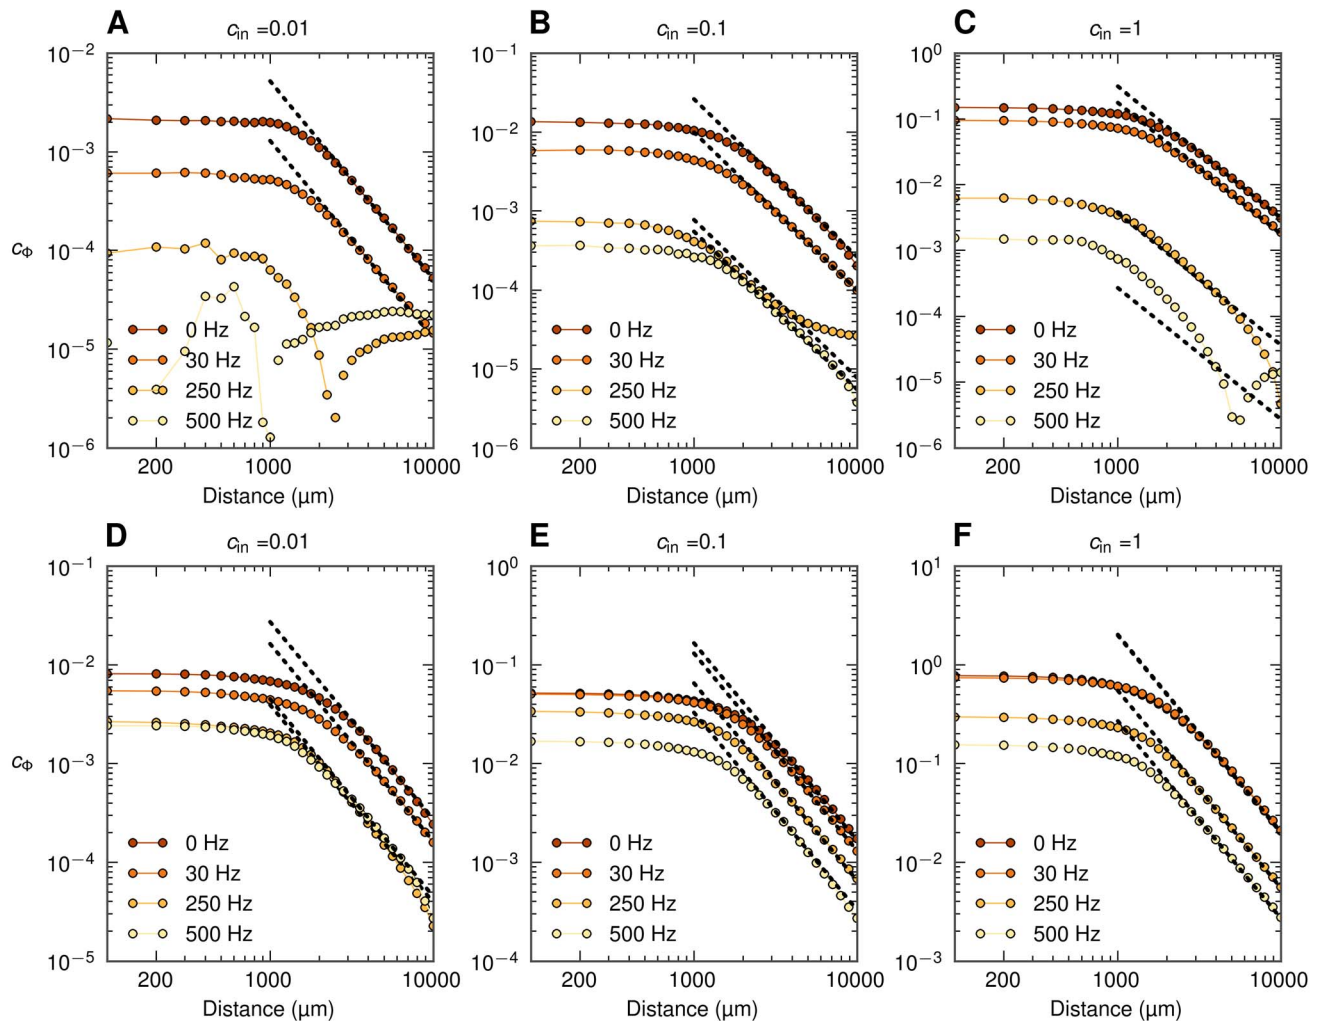 A
c_in =0.01
10^−2
10^−3
c_Φ
10^−4
10^−5
10^−6
0 Hz
30 Hz
250 Hz
500 Hz
200
1000
10000
Distance (µm)
B
c_in =0.1
10^−1
10^−2
10^−3
10^−4
10^−5
10^−6
0 Hz
30 Hz
250 Hz
500 Hz
200
1000
10000
Distance (µm)
C
c_in =1
10^0
10^−1
10^−2
10^−3
10^−4
10^−5
10^−6
0 Hz
30 Hz
250 Hz
500 Hz
200
1000
10000
Distance (µm)
D
c_in =0.01
10^−1
10^−2
10^−3
c_Φ
10^−4
10^−5
0 Hz
30 Hz
250 Hz
500 Hz
200
1000
10000
Distance (µm)
E
c_in =0.1
10^0
10^−1
10^−2
10^−3
10^−4
0 Hz
30 Hz
250 Hz
500 Hz
200
1000
10000
Distance (µm)
F
c_in =1
10^1
10^0
10^−1
10^−2
10^−3
0 Hz
30 Hz
250 Hz
500 Hz
200
1000
10000
Distance (µm)